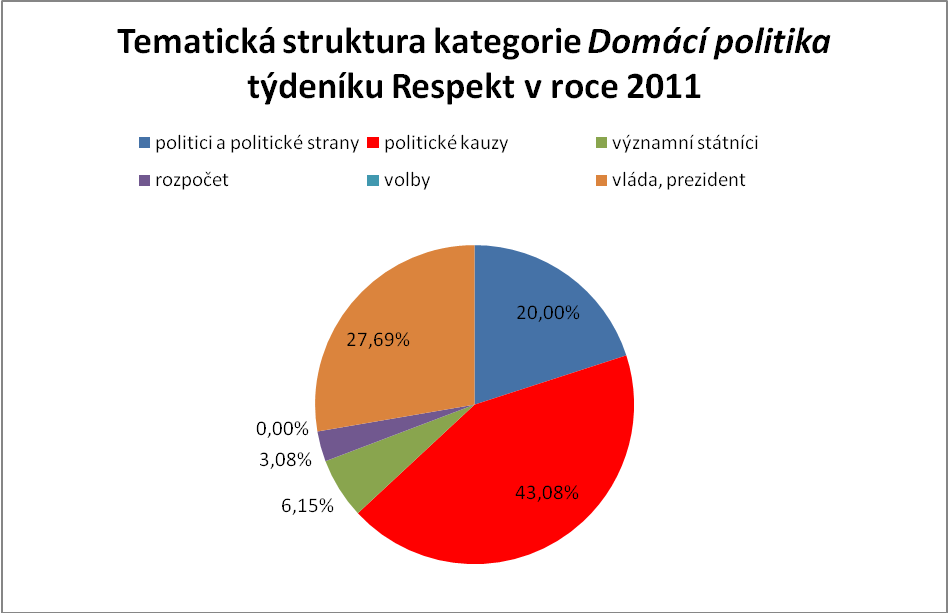 Tematická struktura kategorie Domácí politika
týdeníku Respekt v roce 2011
politici a politické strany politické kauzy významní státníci
rozpočet volby vláda, prezident
20,00%
27,69%
0,00%
3,08%
6,15%
43,08%